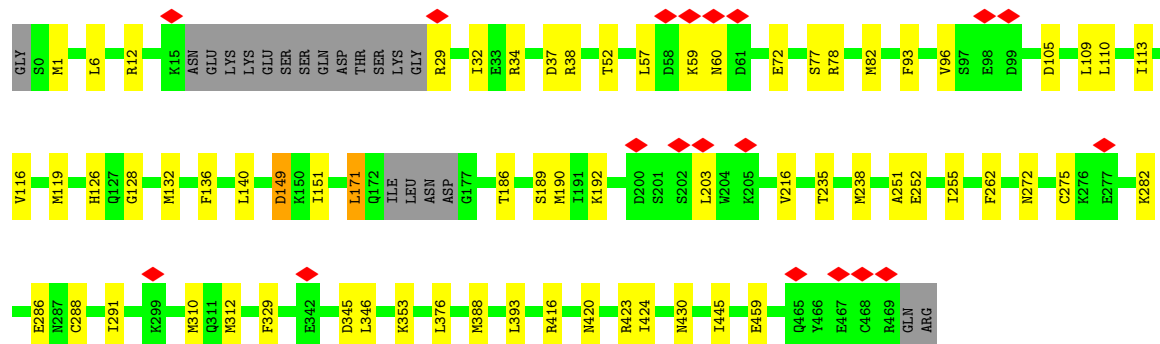 GLY S0 M1 L6 R12 K15 ASN GLU LYS LYS GLU SER SER GLN ASP THR SER LYS GLY R29 I32 E33 R34 D37 R38 T52 L57 D58 K59 N60 D61 E72 S77 R78 M82 F93 V96 S97 E98 D99 D105 L109 L110 I113
V116 M119 H126 Q127 G128 M132 F136 L140 D149 K150 I151 L171 Q172 ILE LEU ASN ASP G177 T186 S189 M190 I191 K192 D200 S201 S202 L203 W204 K205 V216 T235 M238 A251 E252 I255 F262 N272 C275 K276 E277 K282
E286 N287 C288 I291 K299 M310 Q311 M312 F329 E342 D345 L346 K353 L376 M388 L393 R416 N420 R423 I424 N430 I445 E459 Q465 Y466 E467 C468 R469 GLN ARG